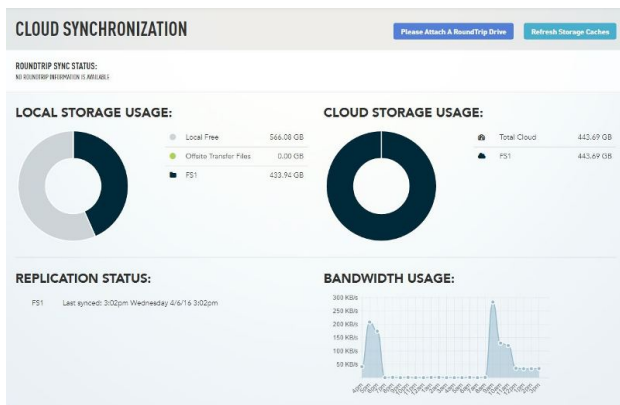 CLOUD SYNCHRONIZATION
Please Attach A RoundTrip Drive
Refresh Storage Caches
ROUNDTRIP SYNC STATUS:
NO ROUNDTRIP INFORMATION IS AVAILABLE
LOCAL STORAGE USAGE:
Local Free 566.08 GB
Offsite Transfer Files 0.00 GB
FS1 433.94 GB
CLOUD STORAGE USAGE:
Total Cloud 443.69 GB
FS1 443.69 GB
REPLICATION STATUS:
FS1 Last synced: 3:02pm Wednesday 4/6/16 3:02pm
BANDWIDTH USAGE:
300 KB/s
250 KB/s
200 KB/s
150 KB/s
100 KB/s
50 KB/s